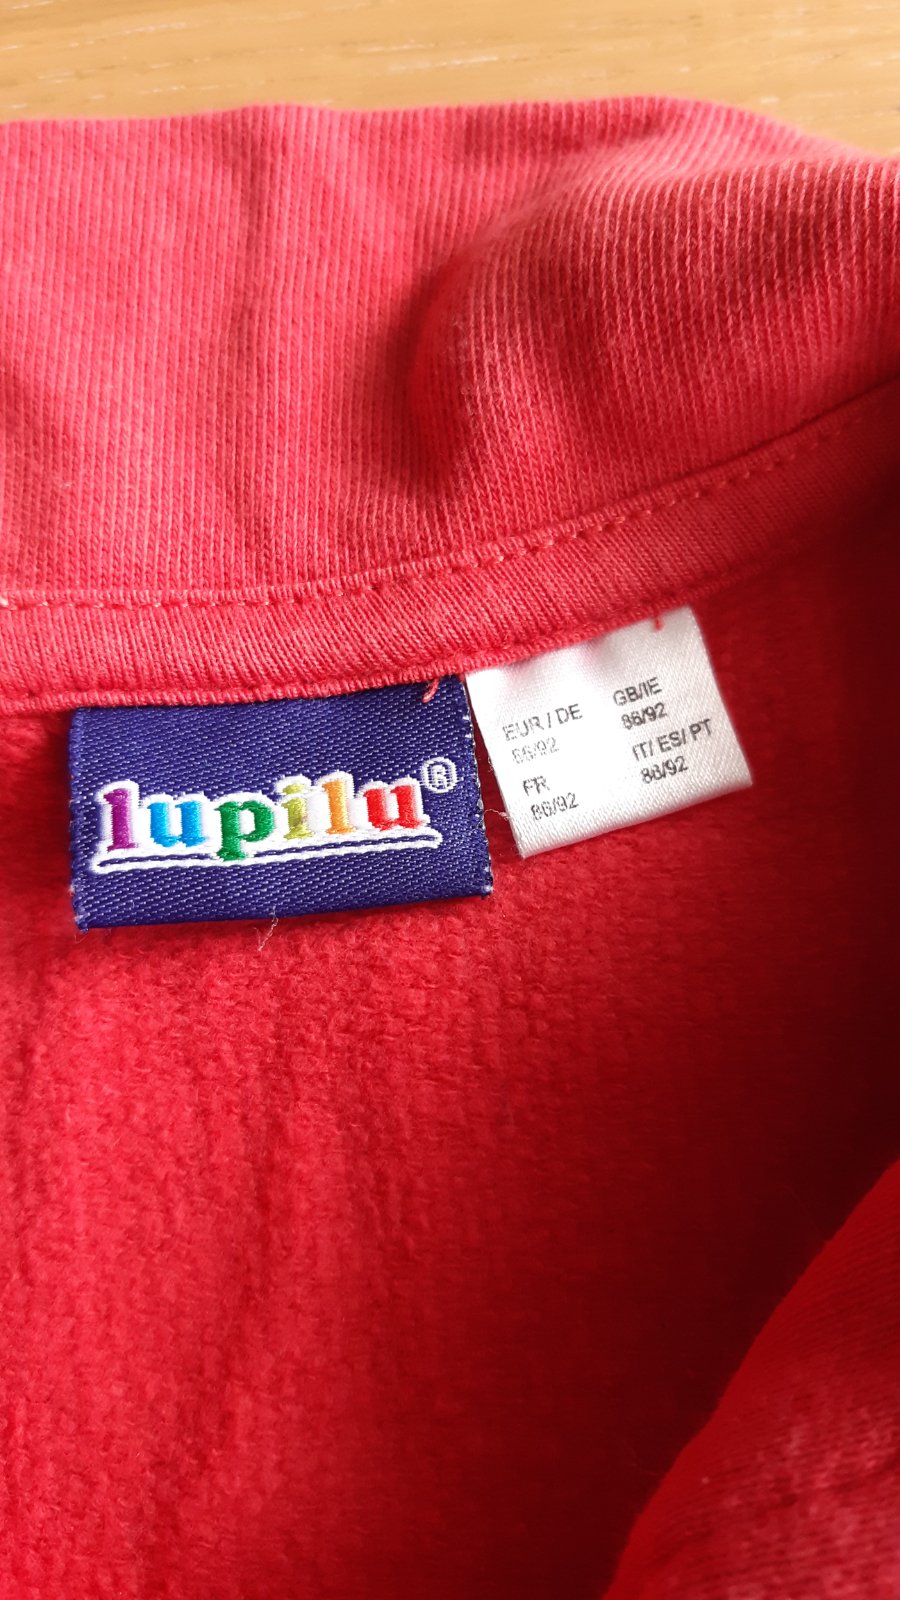 lupilu®
EUR / DE
86/92
GB/IE
86/92
FR
86/92
IT/ ES/ PT
86/92